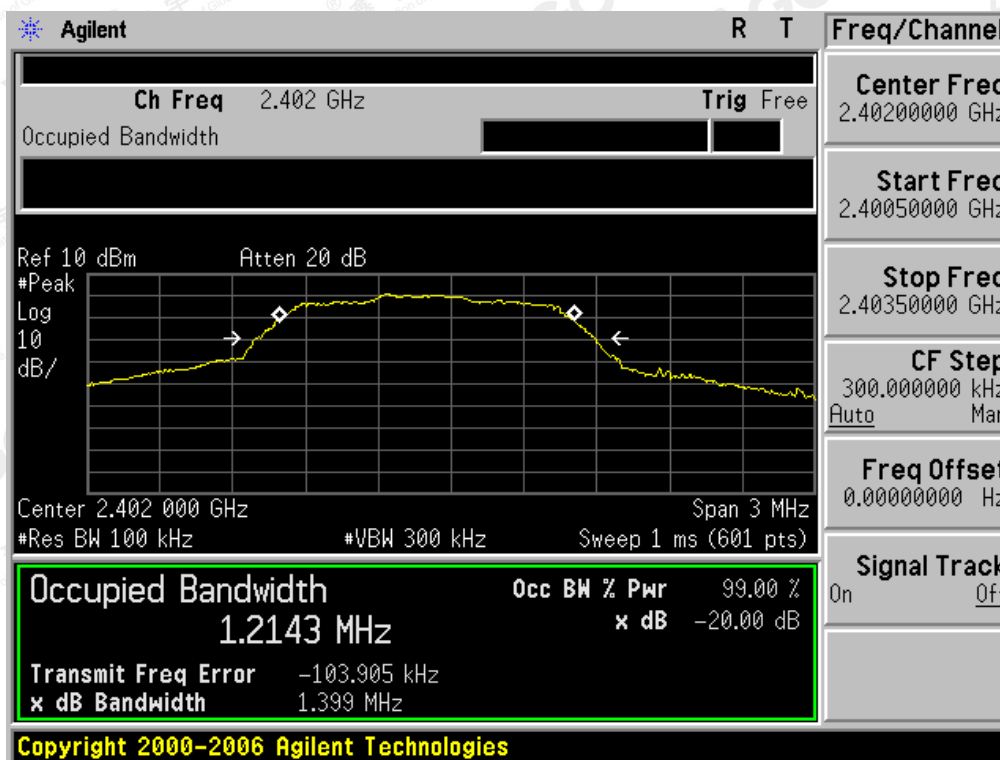 Agilent R T Freq/Channel
Ch Freq 2.402 GHz Trig Free
Occupied Bandwidth
Center Freq
2.40200000 GHz
Start Freq
2.40050000 GHz
Stop Freq
2.40350000 GHz
CF Step
300.000000 kHz
Auto Man
Freq Offset
0.00000000 Hz
Signal Track
On Off
Ref 10 dBm Atten 20 dB
#Peak
Log
10
dB/
Center 2.402 000 GHz Span 3 MHz
#Res BW 100 kHz #VBW 300 kHz Sweep 1 ms (601 pts)
Occupied Bandwidth Occ BW % Pwr 99.00 %
1.2143 MHz x dB -20.00 dB
Transmit Freq Error -103.905 kHz
x dB Bandwidth 1.399 MHz
Copyright 2000-2006 Agilent Technologies